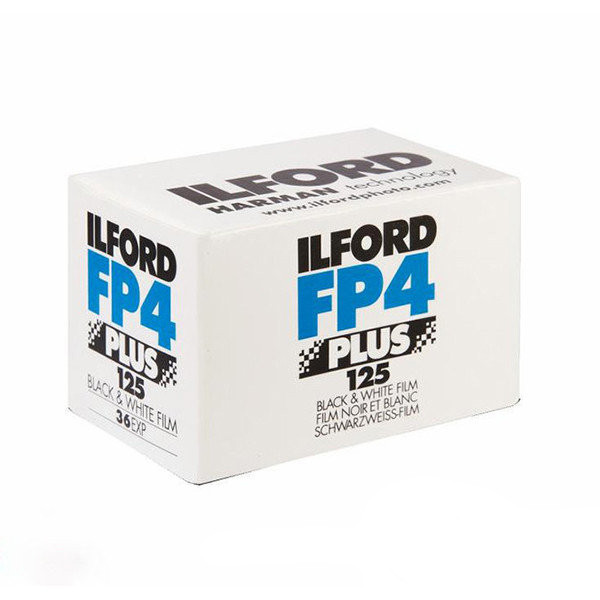 ILFORD
HARMAN technology
www.ilfordphoto.com
ILFORD
FP4
PLUS
125
BLACK & WHITE FILM
36EXP
ILFORD
FP4
PLUS
125
BLACK & WHITE FILM
FILM NOIR ET BLANC
SCHWARZWEISS-FILM